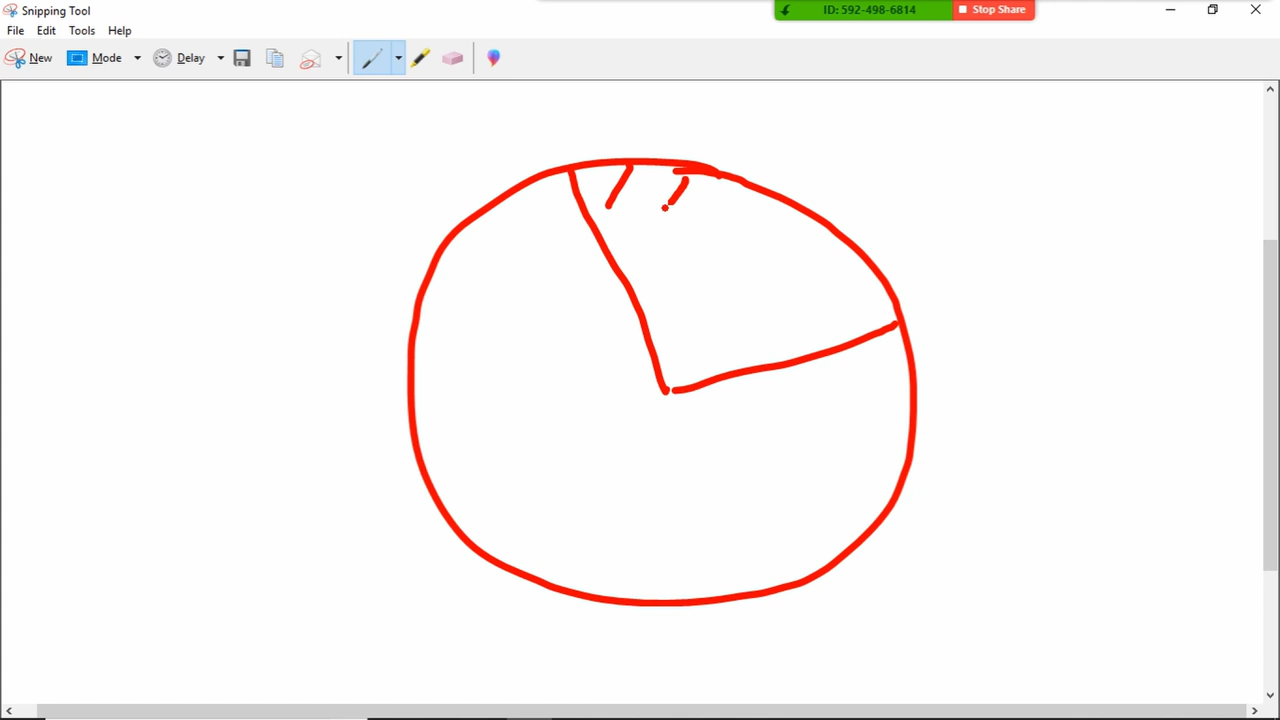 Snipping Tool
ID: 592-498-6814
Stop Share
File Edit Tools Help
New Mode Delay